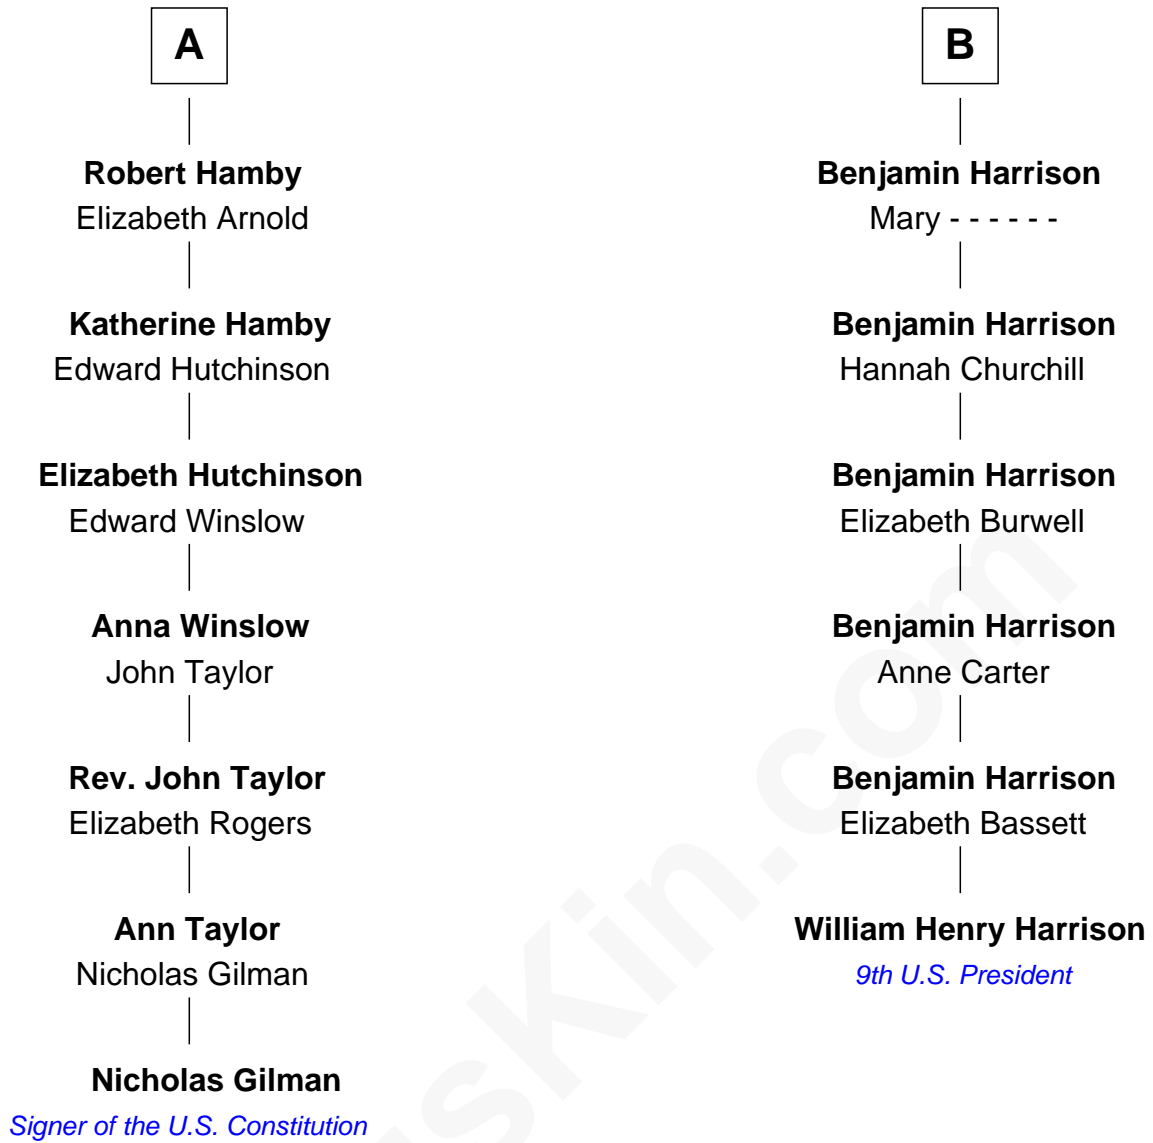 A
Robert Hamby
Elizabeth Arnold
Katherine Hamby
Edward Hutchinson
Elizabeth Hutchinson
Edward Winslow
Anna Winslow
John Taylor
Rev. John Taylor
Elizabeth Rogers
Ann Taylor
Nicholas Gilman
Nicholas Gilman
Signer of the U.S. Constitution
B
Benjamin Harrison
Mary - - - - - -
Benjamin Harrison
Hannah Churchill
Benjamin Harrison
Elizabeth Burwell
Benjamin Harrison
Anne Carter
Benjamin Harrison
Elizabeth Bassett
William Henry Harrison
9th U.S. President